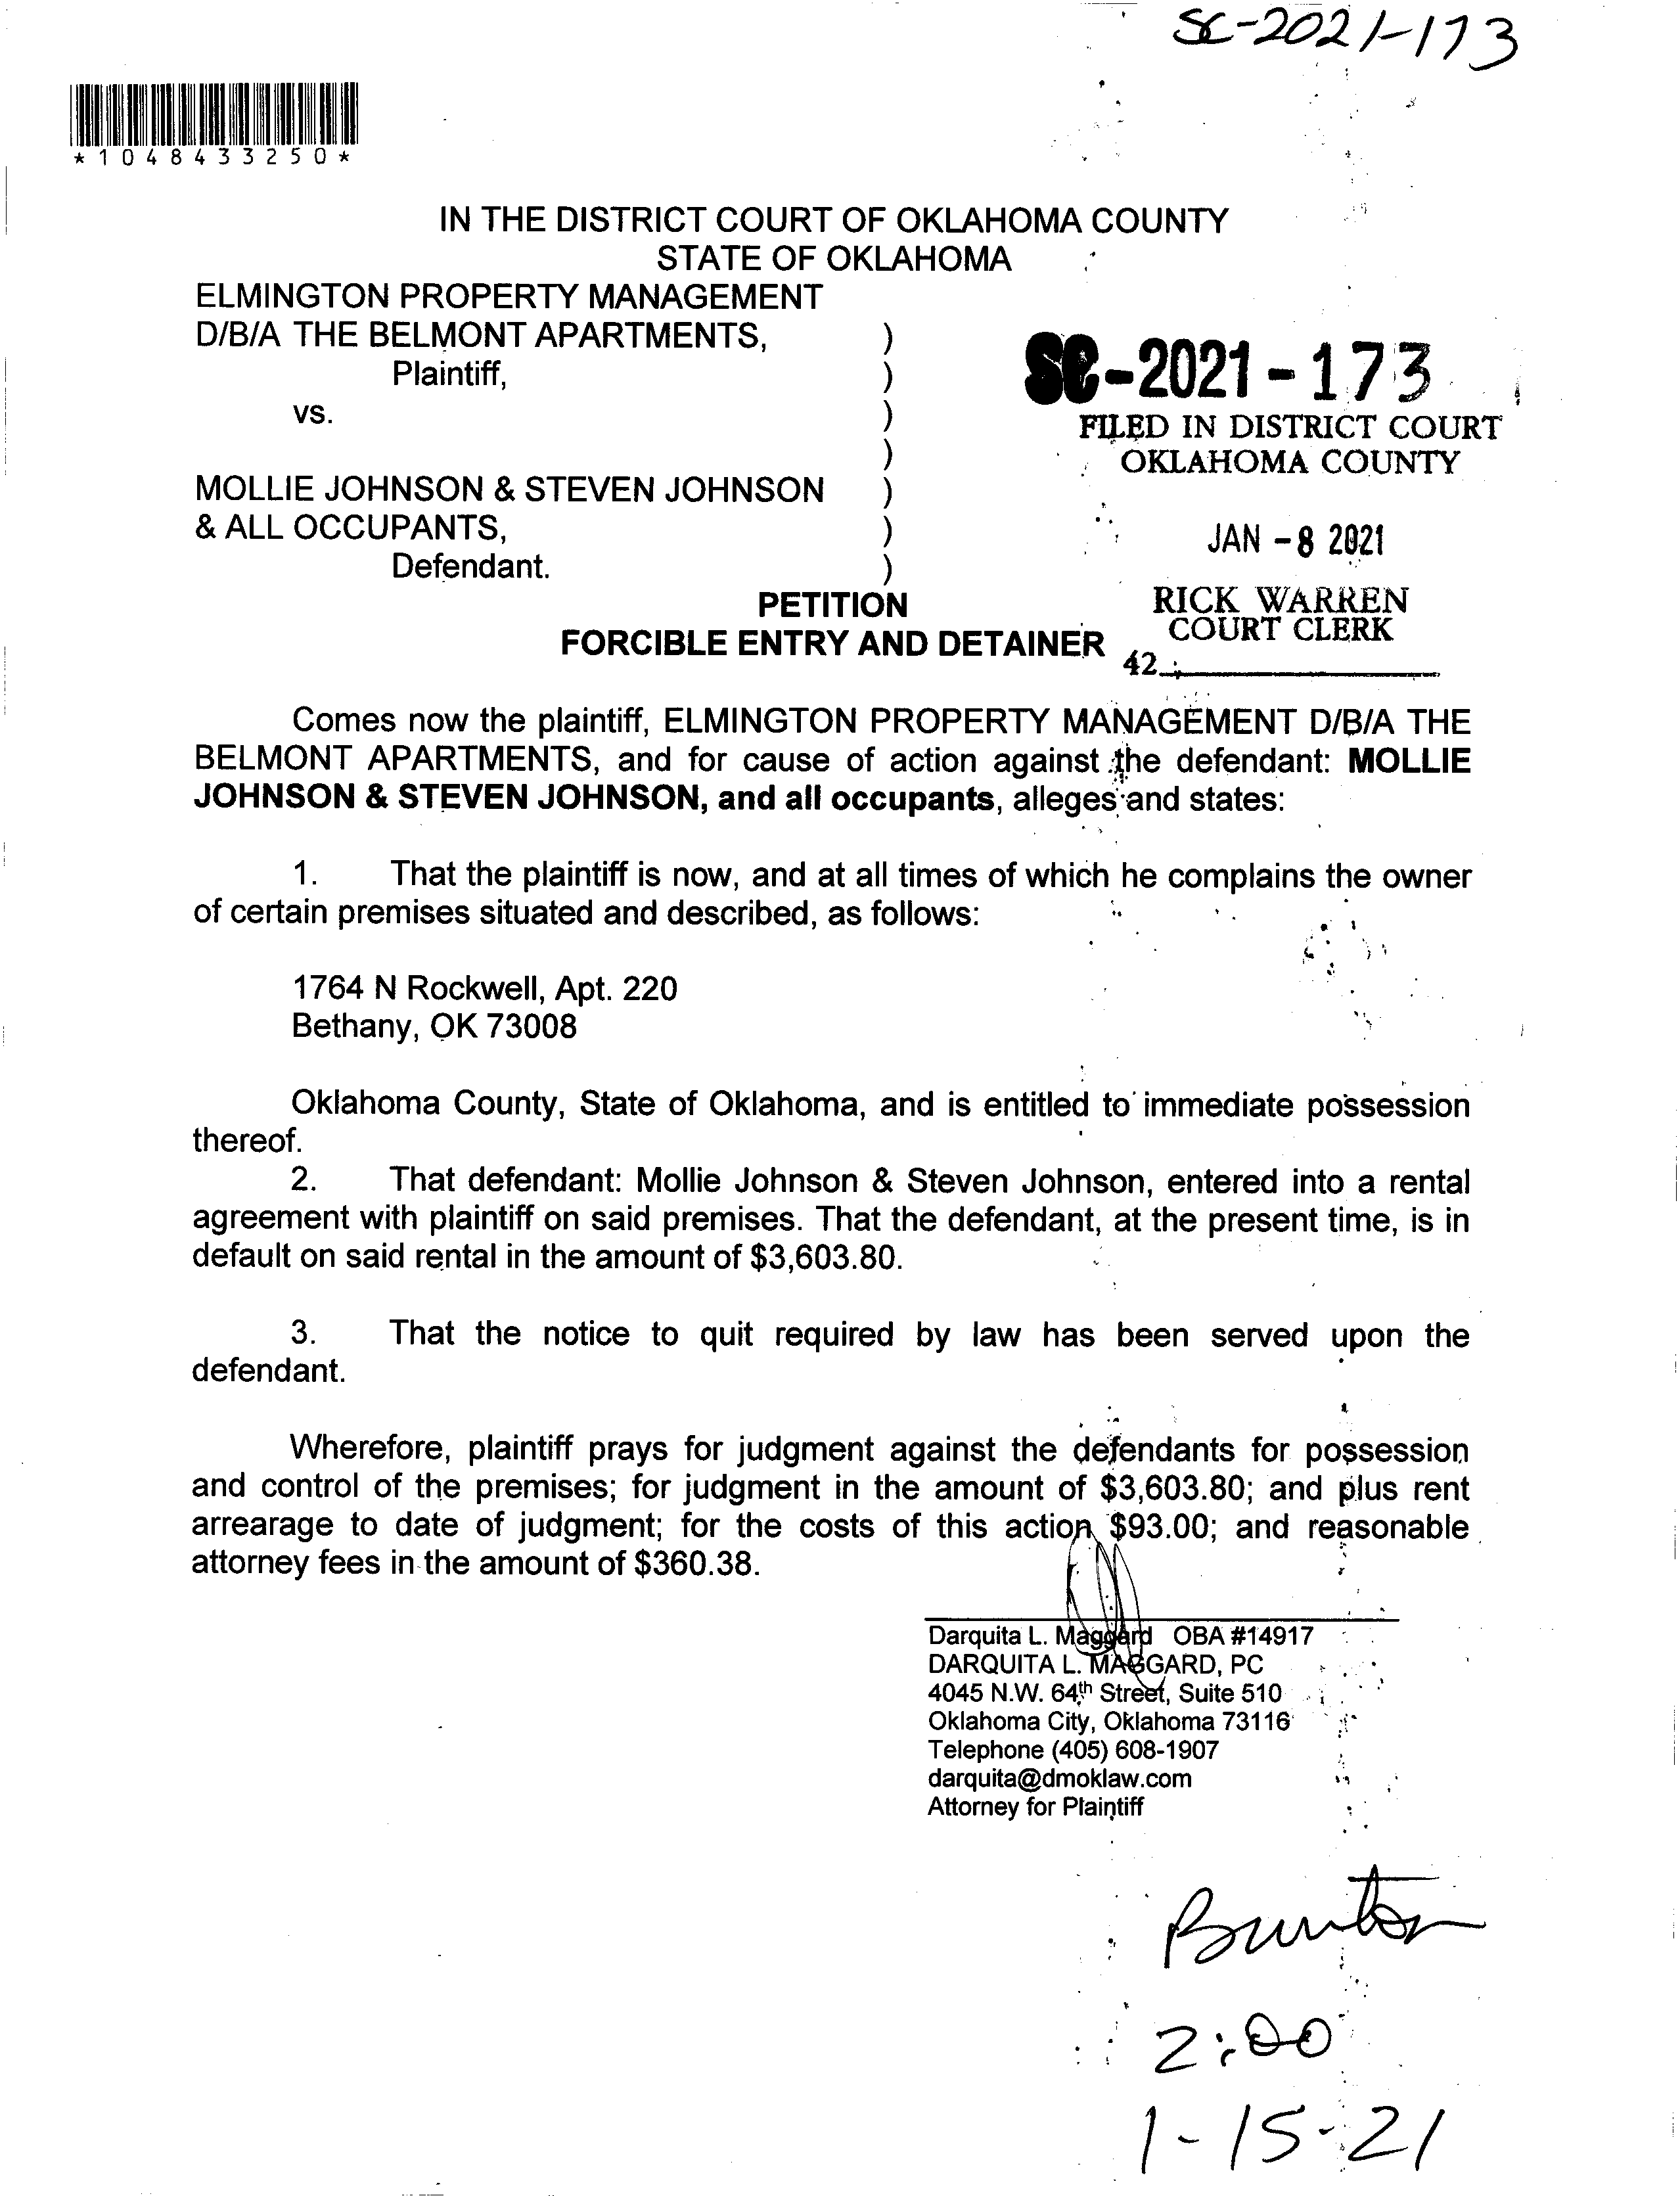 SC-2021-173
*1048433250*
IN THE DISTRICT COURT OF OKLAHOMA COUNTY
STATE OF OKLAHOMA
ELMINGTON PROPERTY MANAGEMENT
D/B/A THE BELMONT APARTMENTS, )
Plaintiff, )
vs. )
)
MOLLIE JOHNSON & STEVEN JOHNSON )
& ALL OCCUPANTS, )
Defendant. )
SC-2021-173
FILED IN DISTRICT COURT
OKLAHOMA COUNTY
JAN -8 2021
RICK WARREN
COURT CLERK
42
PETITION
FORCIBLE ENTRY AND DETAINER
Comes now the plaintiff, ELMINGTON PROPERTY MANAGEMENT D/B/A THE
BELMONT APARTMENTS, and for cause of action against the defendant: MOLLIE
JOHNSON & STEVEN JOHNSON, and all occupants, alleges and states:
1. That the plaintiff is now, and at all times of which he complains the owner
of certain premises situated and described, as follows:
1764 N Rockwell, Apt. 220
Bethany, OK 73008
Oklahoma County, State of Oklahoma, and is entitled to immediate possession
thereof.
2. That defendant: Mollie Johnson & Steven Johnson, entered into a rental
agreement with plaintiff on said premises. That the defendant, at the present time, is in
default on said rental in the amount of $3,603.80.
3. That the notice to quit required by law has been served upon the
defendant.
Wherefore, plaintiff prays for judgment against the defendants for possession
and control of the premises; for judgment in the amount of $3,603.80; and plus rent
arrearage to date of judgment; for the costs of this action $93.00; and reasonable
attorney fees in the amount of $360.38.
Darquita L. Maggard OBA #14917
DARQUITA L. MAGGARD, PC
4045 N.W. 64th Street, Suite 510
Oklahoma City, Oklahoma 73116
Telephone (405) 608-1907
darquita@dmoklaw.com
Attorney for Plaintiff
2:00
1-15-21